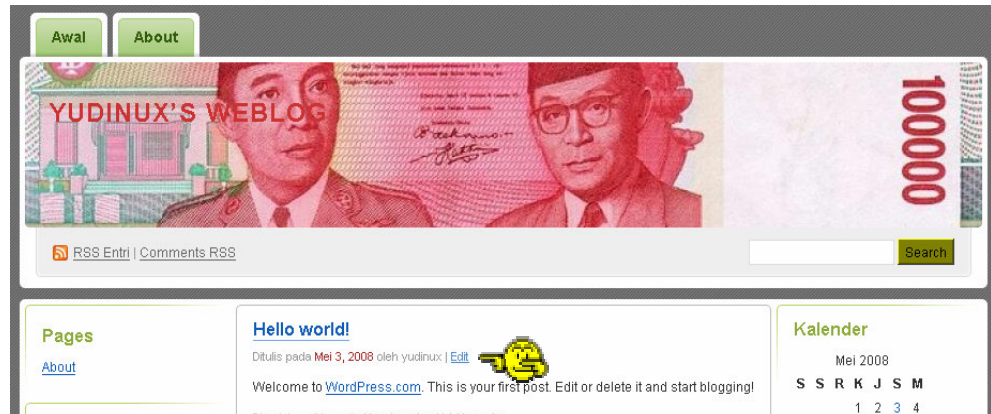 Awal About
YUDINUX'S WEBLOG
100000
RSS Entri | Comments RSS
Search
Pages
About
Hello world!
Ditulis pada Mei 3, 2008 oleh yudinux | Edit
Welcome to WordPress.com. This is your first post. Edit or delete it and start blogging!
Kalender
Mei 2008
S S R K J S M
1 2 3 4